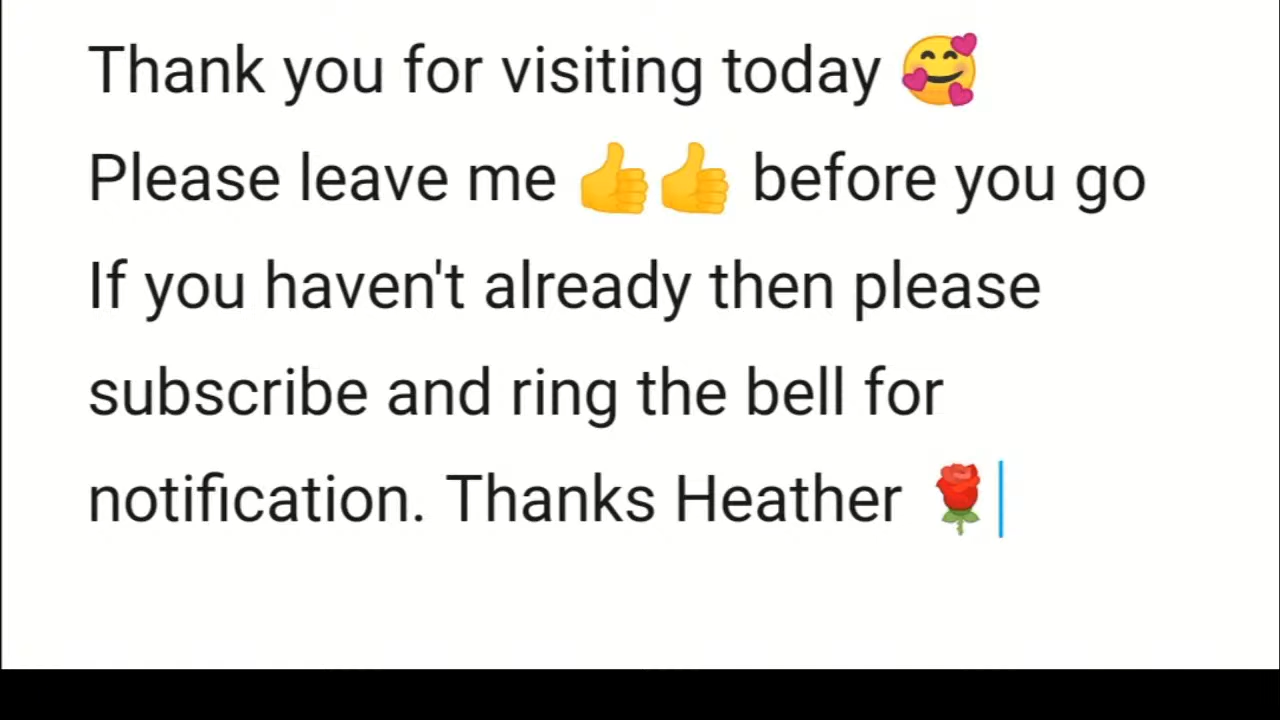 Thank you for visiting today 🥰
Please leave me 👍👍 before you go
If you haven't already then please
subscribe and ring the bell for
notification. Thanks Heather 🌹